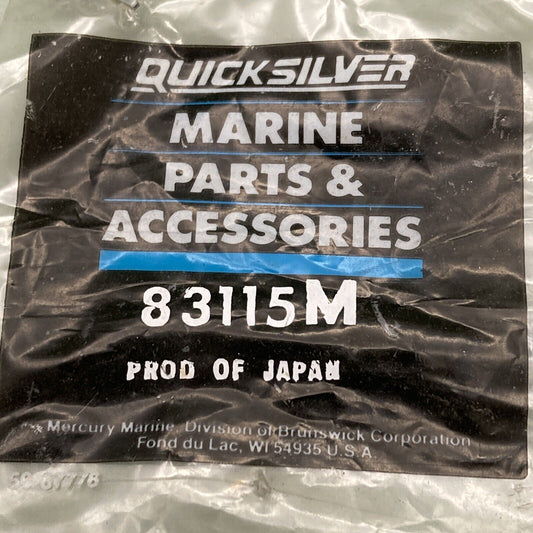 QUICKSILVER
MARINE
PARTS &
ACCESSORIES
83115M
PROD OF JAPAN
Mercury Marine, Division of Brunswick Corporation
Fond du Lac, WI 54935 U.S.A